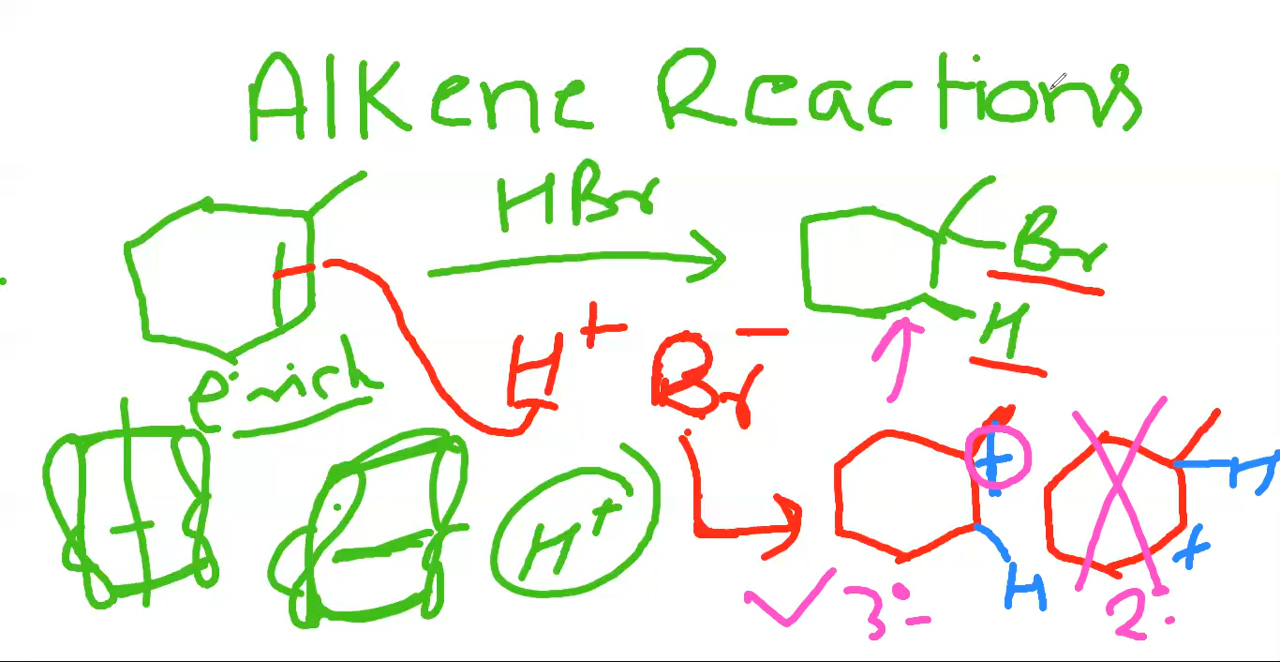 Alkene Reactions
HBr
Br
H
H+ Br-
e- rich
+
H
H
+
H+
3°
2°